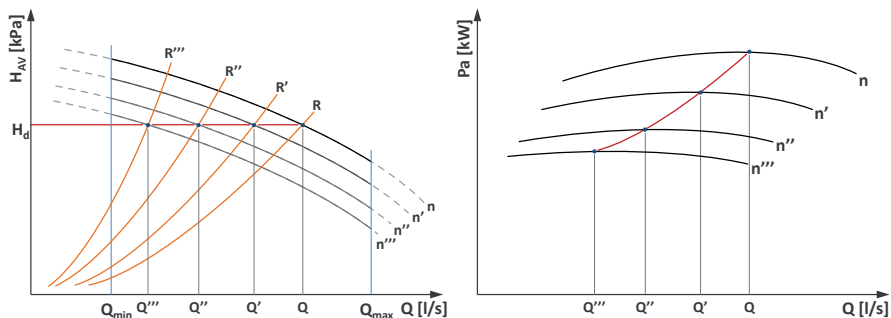 H_AV [kPa]
R'''
R''
R'
R
H_d
n
n'
n''
n'''
Q_min
Q'''
Q''
Q'
Q
Q_max
Q [l/s]
Pa [kW]
n
n'
n''
n'''
Q'''
Q''
Q'
Q
Q [l/s]